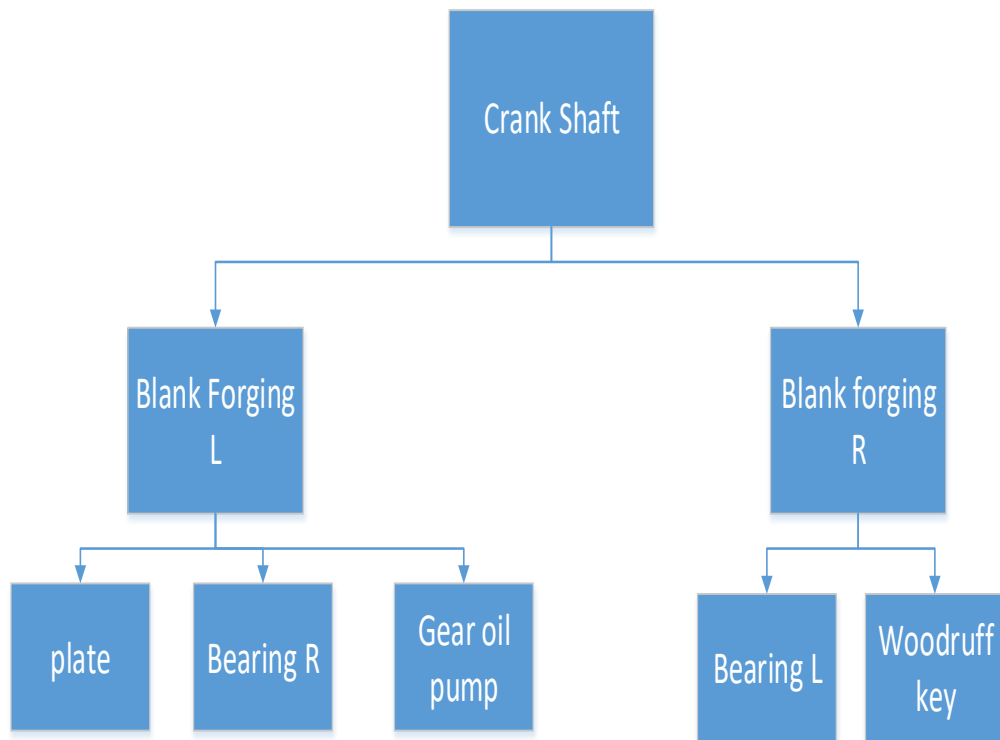 Crank Shaft
Blank Forging
L
Blank forging
R
plate
Bearing R
Gear oil
pump
Bearing L
Woodruff
key